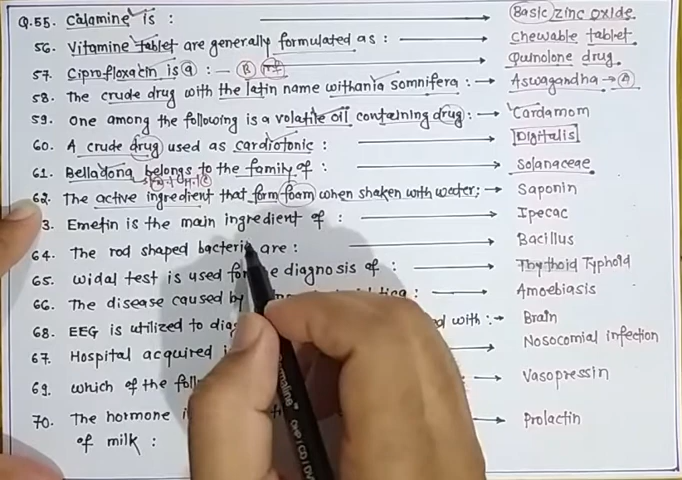 Q.55. Calamine is : Basic zinc oxide
56. Vitamine tablet are generally formulated as : chewable tablet.
57. Ciprofloxacin is a : — B Quinolone drug.
58. The crude drug with the latin name withania somnifera : Aswagandha → A
59. One among the following is a volatile oil containing drug : Cardamom
60. A crude drug used as cardiotonic : Digitalis
61. Belladona belongs to the family of : Solanaceae
62. The active ingredient that form foam when shaken with water; Saponin
3. Emetin is the main ingredient of : Ipecac
64. The rod shaped bacteria are : Bacillus
65. widal test is used for the diagnosis of : Typhoid
66. The disease caused by Amoebiasis
68. EEG is utilized to diag d with : Brain
67. Hospital acquired i Nosocomial infection
69. which of the foll Vasopressin
70. The hormone i Prolactin
of milk :
OHP/CD/DV